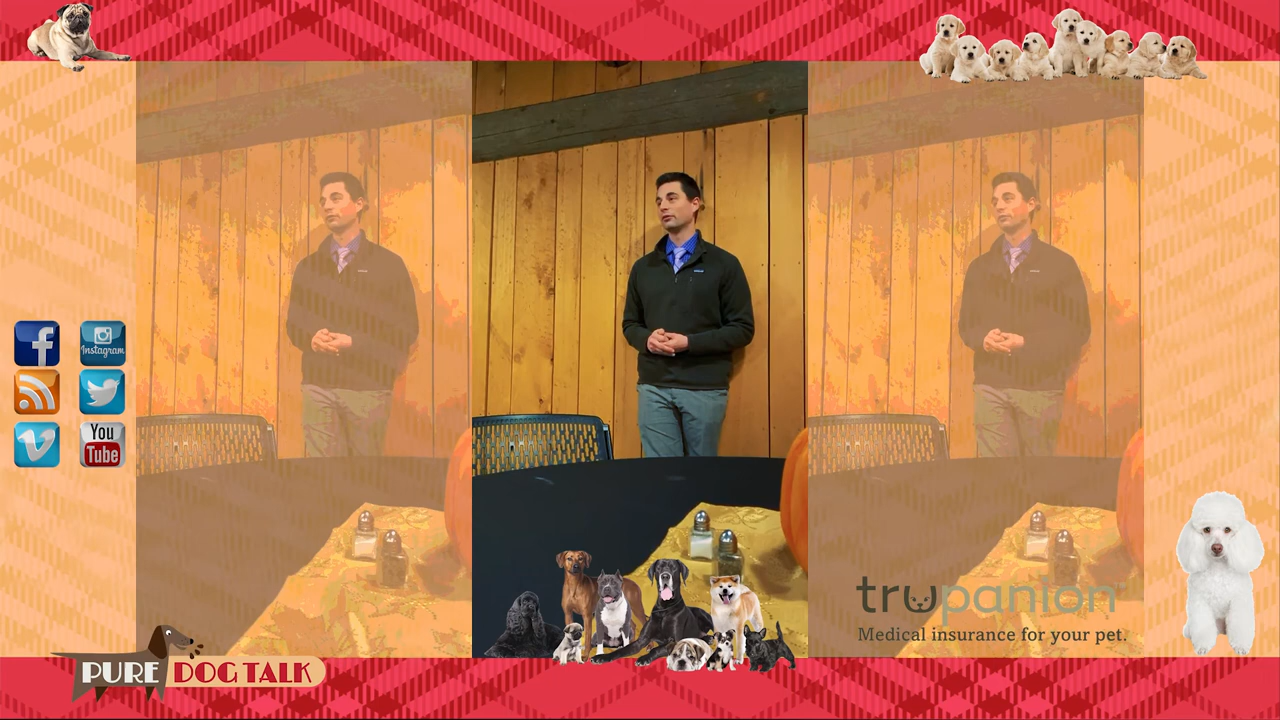 Instagram
You
Tube
trupanion
Medical insurance for your pet.
PURE DOG TALK